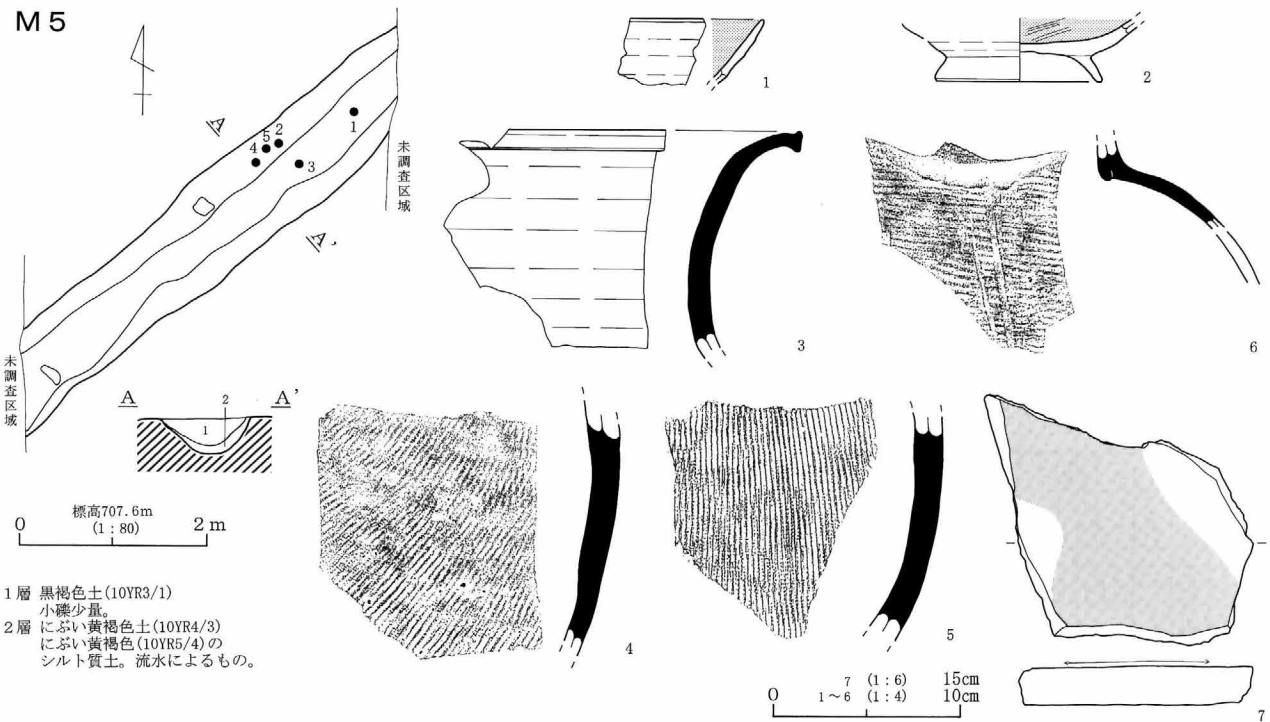 M5
未調査区域
未調査区域
A
A'
1
2
3
4
5
A
A'
1
2
標高707.6m
(1:80)
0
2m
1層 黒褐色土(10YR3/1)
小礫少量。
2層 にぶい黄褐色土(10YR4/3)
にぶい黄褐色(10YR5/4)の
シルト質土。流水によるもの。
1
2
3
6
4
5
7
7 (1:6) 15cm
0 1~6 (1:4) 10cm